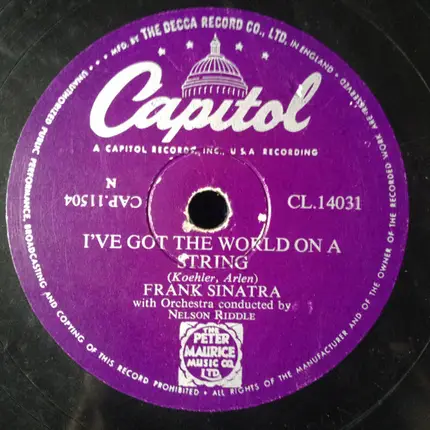 • MFD. BY THE DECCA RECORD CO., LTD. IN ENGLAND •
Capitol
A CAPITOL RECORDS, INC., U S A RECORDING
CAP.11504
N
CL.14031
I'VE GOT THE WORLD ON A
STRING
(Koehler, Arlen)
FRANK SINATRA
with Orchestra conducted by
NELSON RIDDLE
THE
PETER
MAURICE
MUSIC CO.
LTD
UNAUTHORIZED PUBLIC PERFORMANCE, BROADCASTING AND COPYING OF THIS RECORD PROHIBITED • ALL RIGHTS OF THE MANUFACTURER AND OF THE OWNER OF THE RECORDED WORK ARE RESERVED